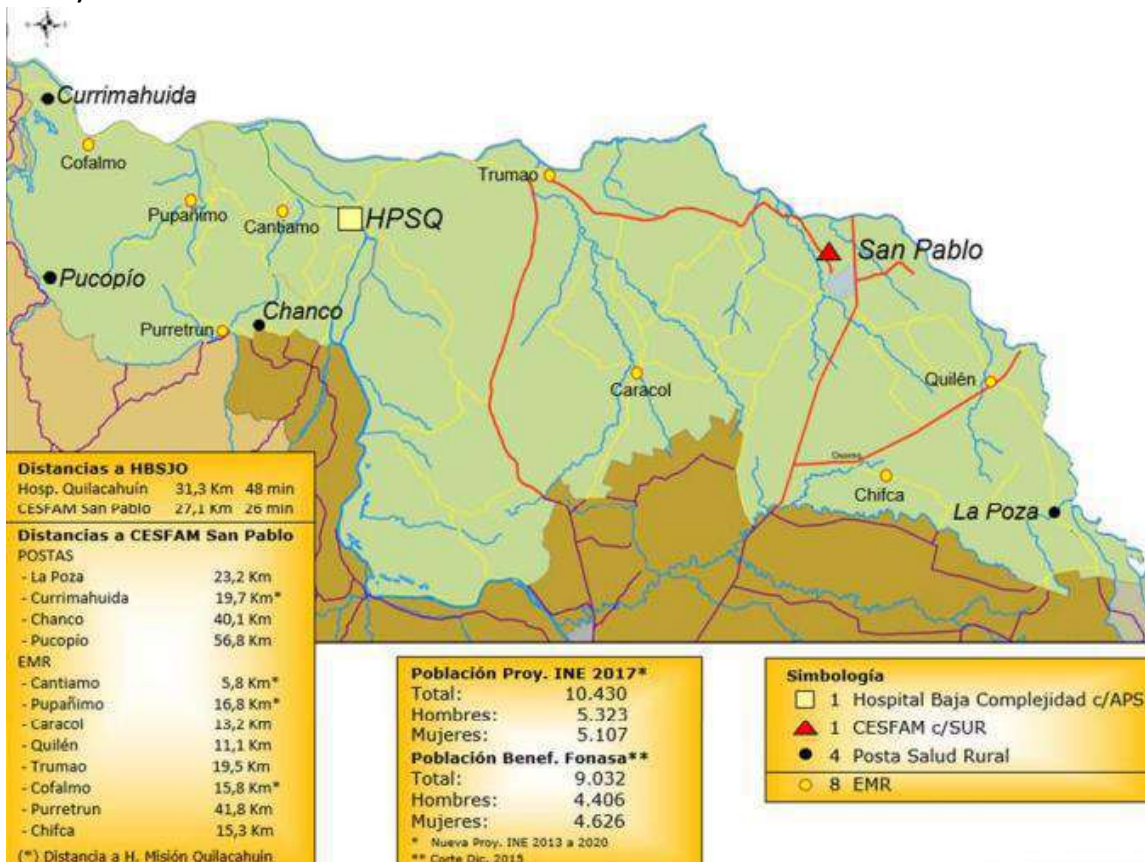 Currimahuida
Cofalmo
Trumao
Pupañimo
Cantiamo
HPSQ
San Pablo
Pucopío
Chanco
Purretrun
Caracol
Quilén
Chifca
La Poza
Distancias a HBSJO
Hosp. Quilacahuín 31,3 Km 48 min
CESFAM San Pablo 27,1 Km 26 min
Distancias a CESFAM San Pablo
POSTAS
- La Poza 23,2 Km
- Currimahuida 19,7 Km*
- Chanco 40,1 Km
- Pucopío 56,8 Km
EMR
- Cantiamo 5,8 Km*
- Pupañimo 16,8 Km*
- Caracol 13,2 Km
- Quilén 11,1 Km
- Trumao 19,5 Km
- Cofalmo 15,8 Km*
- Purretrun 41,8 Km
- Chifca 15,3 Km
(*) Distancia a H. Misión Quilacahuín
Población Proy. INE 2017*
Total: 10.430
Hombres: 5.323
Mujeres: 5.107
Población Benef. Fonasa**
Total: 9.032
Hombres: 4.406
Mujeres: 4.626
* Nueva Proy. INE 2013 a 2020
** Corte Dic. 2015
Simbología
1 Hospital Baja Complejidad c/APS
1 CESFAM c/SUR
4 Posta Salud Rural
8 EMR